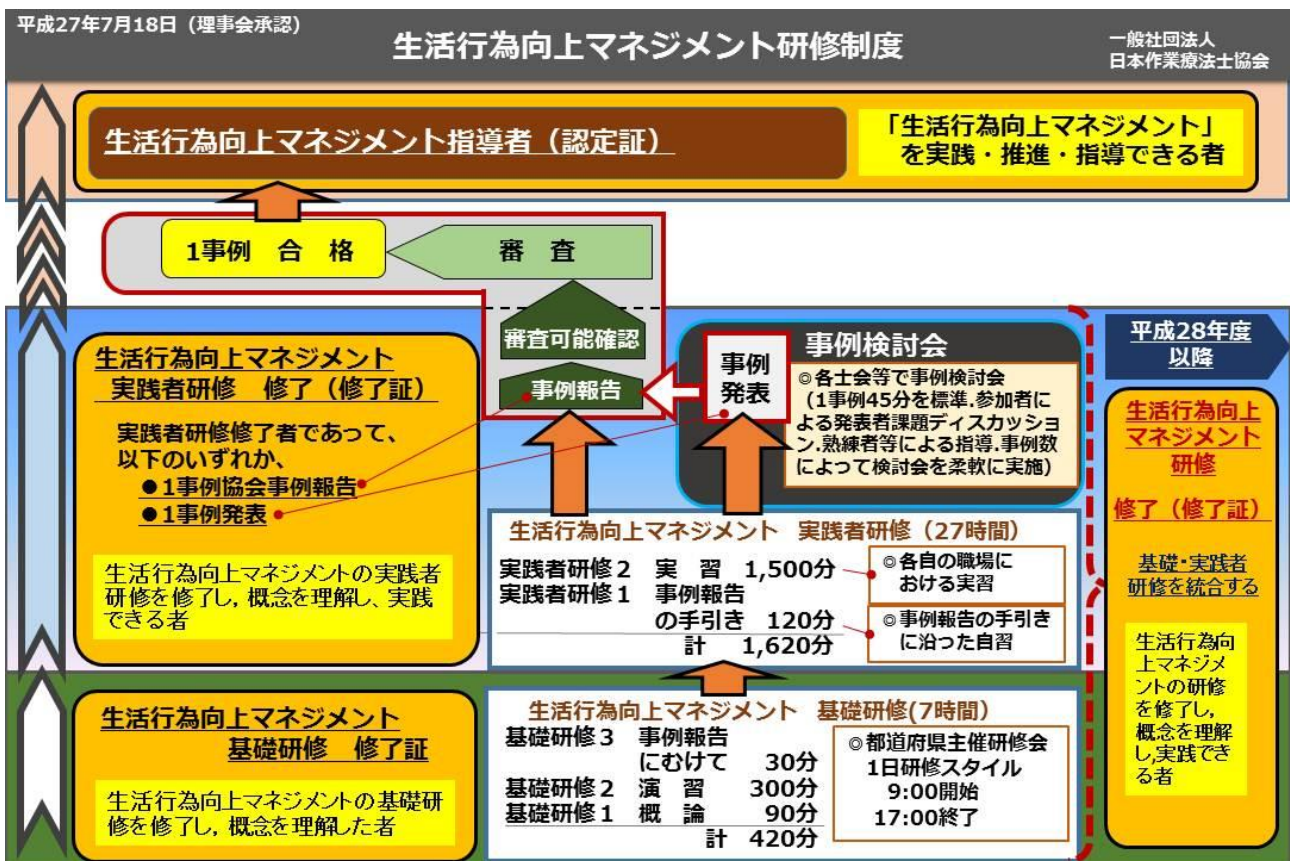 平成27年7月18日（理事会承認）
生活行為向上マネジメント研修制度
一般社団法人
日本作業療法士協会
生活行為向上マネジメント指導者（認定証）
「生活行為向上マネジメント」
を実践・推進・指導できる者
1事例 合 格
審 査
審査可能確認
事例報告
事例
発表
事例検討会
◎各士会等で事例検討会
（1事例45分を標準.参加者に
よる発表者課題ディスカッショ
ン.熟練者等による指導.事例数
によって検討会を柔軟に実施)
生活行為向上マネジメント
実践者研修 修了（修了証）
実践者研修修了者であって、
以下のいずれか、
●1事例協会事例報告
●1事例発表
生活行為向上マネジメントの実践者
研修を修了し，概念を理解し、実践
できる者
生活行為向上マネジメント 実践者研修（27時間）
実践者研修２ 実 習 1,500分
実践者研修１ 事例報告
の手引き 120分
計 1,620分
◎各自の職場に
おける実習
◎事例報告の手引き
に沿った自習
生活行為向上マネジメント
基礎研修 修了証
生活行為向上マネジメントの基礎研
修を修了し，概念を理解した者
生活行為向上マネジメント 基礎研修(7時間）
基礎研修３ 事例報告
にむけて 30分
基礎研修２ 演 習 300分
基礎研修１ 概 論 90分
計 420分
◎都道府県主催研修会
1日研修スタイル
9:00開始
17:00終了
平成28年度
以降
生活行為向上
マネジメント
研修
修了（修了証）
基礎・実践者
研修を統合する
生活行為向
上マネジメ
ントの研修
を修了し，
概念を理解
し,実践でき
る者